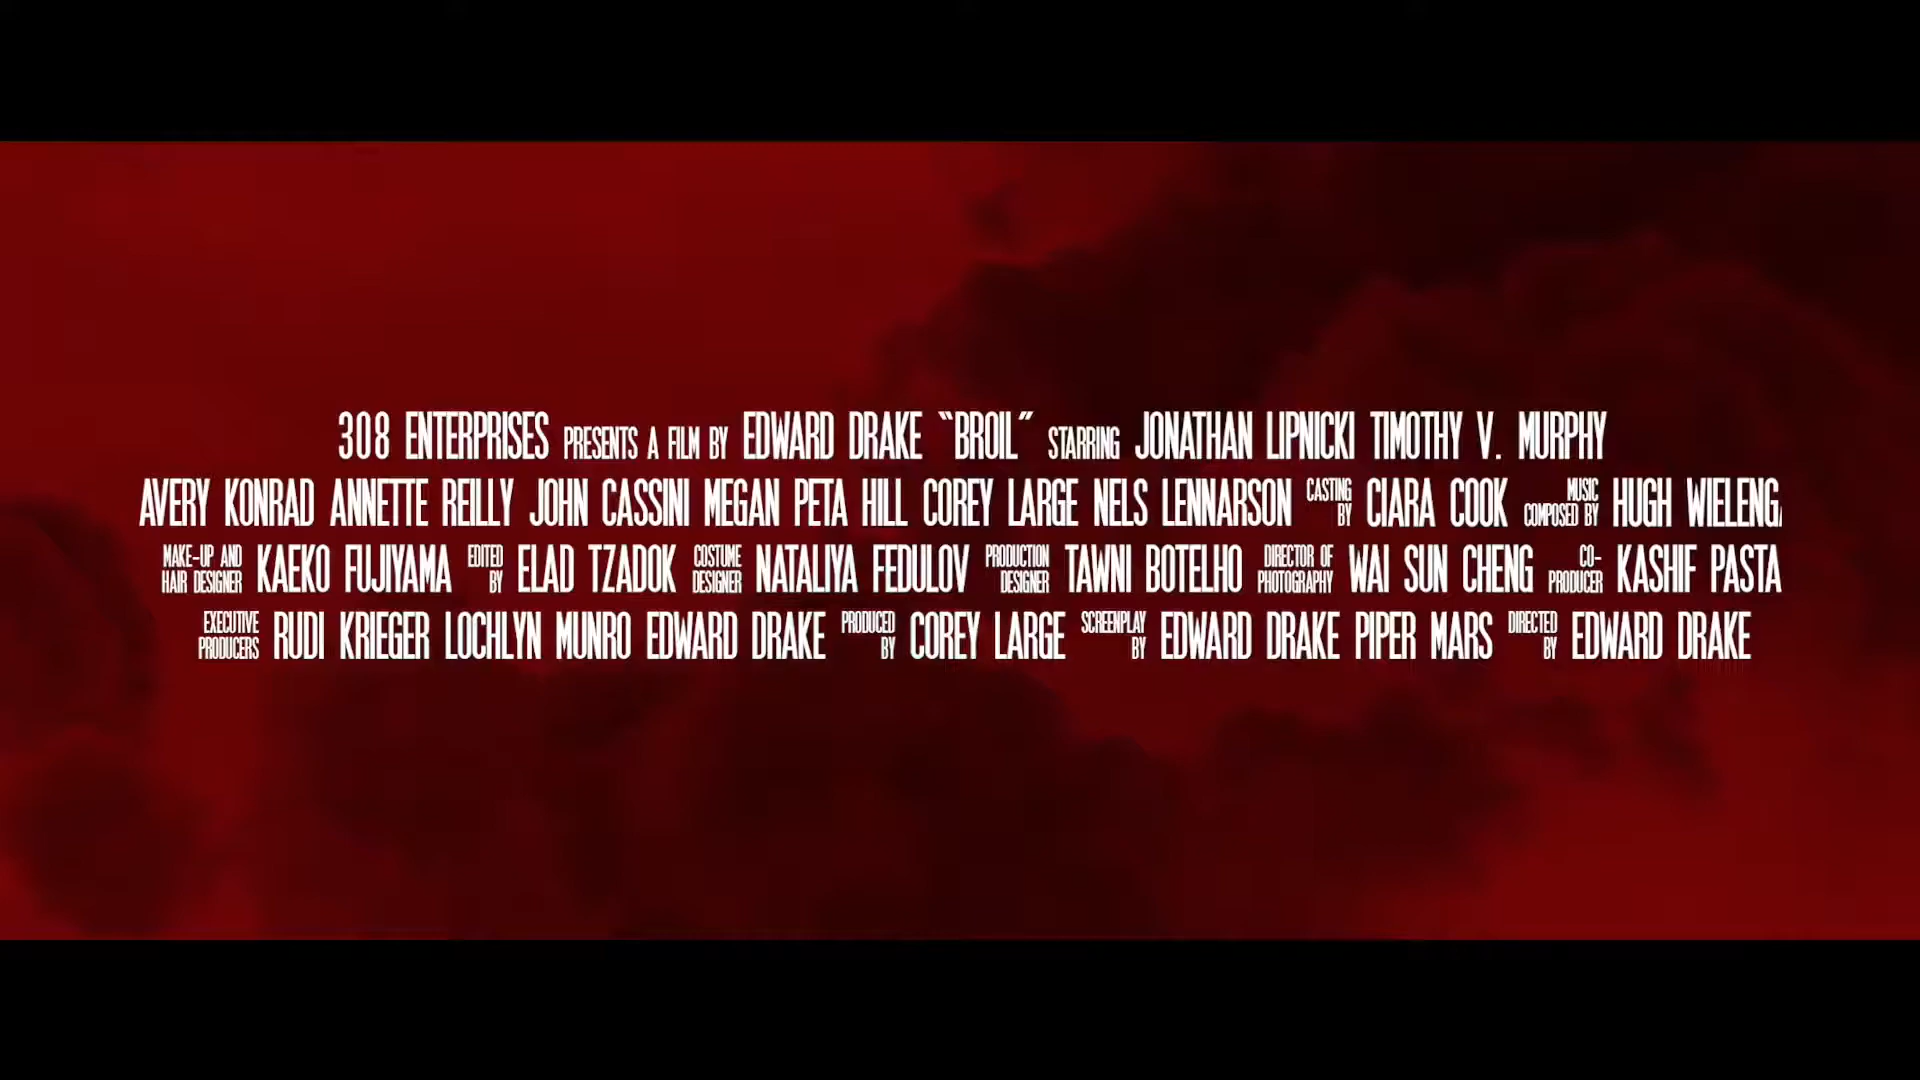 308 ENTERPRISES PRESENTS A FILM BY EDWARD DRAKE “BROIL” STARRING JONATHAN LIPNICKI TIMOTHY V. MURPHY
AVERY KONRAD ANNETTE REILLY JOHN CASSINI MEGAN PETA HILL COREY LARGE NELS LENNARSON CASTING BY CIARA COOK MUSIC COMPOSED BY HUGH
MAKE-UP AND HAIR DESIGNER KAEKO FUJIYAMA EDITED BY ELAD TZADOK COSTUME DESIGNER NATALIYA FEDULOV PRODUCTION DESIGNER TAWNI BOTELHO DIRECTOR OF PHOTOGRAPHY WAI SUN CHENG CO-PRODUCER KASHIF PASTA
EXECUTIVE PRODUCERS RUDI KRIEGER LOCHLYN MUNRO EDWARD DRAKE PRODUCED BY COREY LARGE SCREENPLAY BY EDWARD DRAKE PIPER MARS DIRECTED BY EDWARD DRAKE